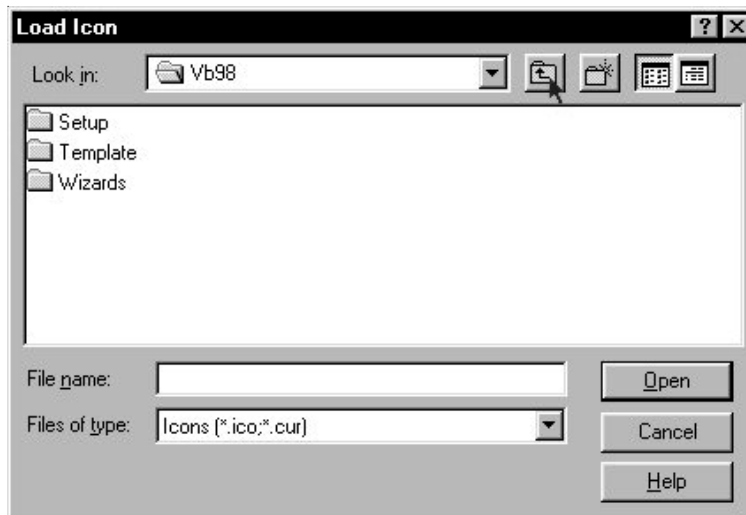 Load Icon
Look in: Vb98
Setup
Template
Wizards
File name: Open
Files of type: Icons (*.ico;*.cur) Cancel
Help